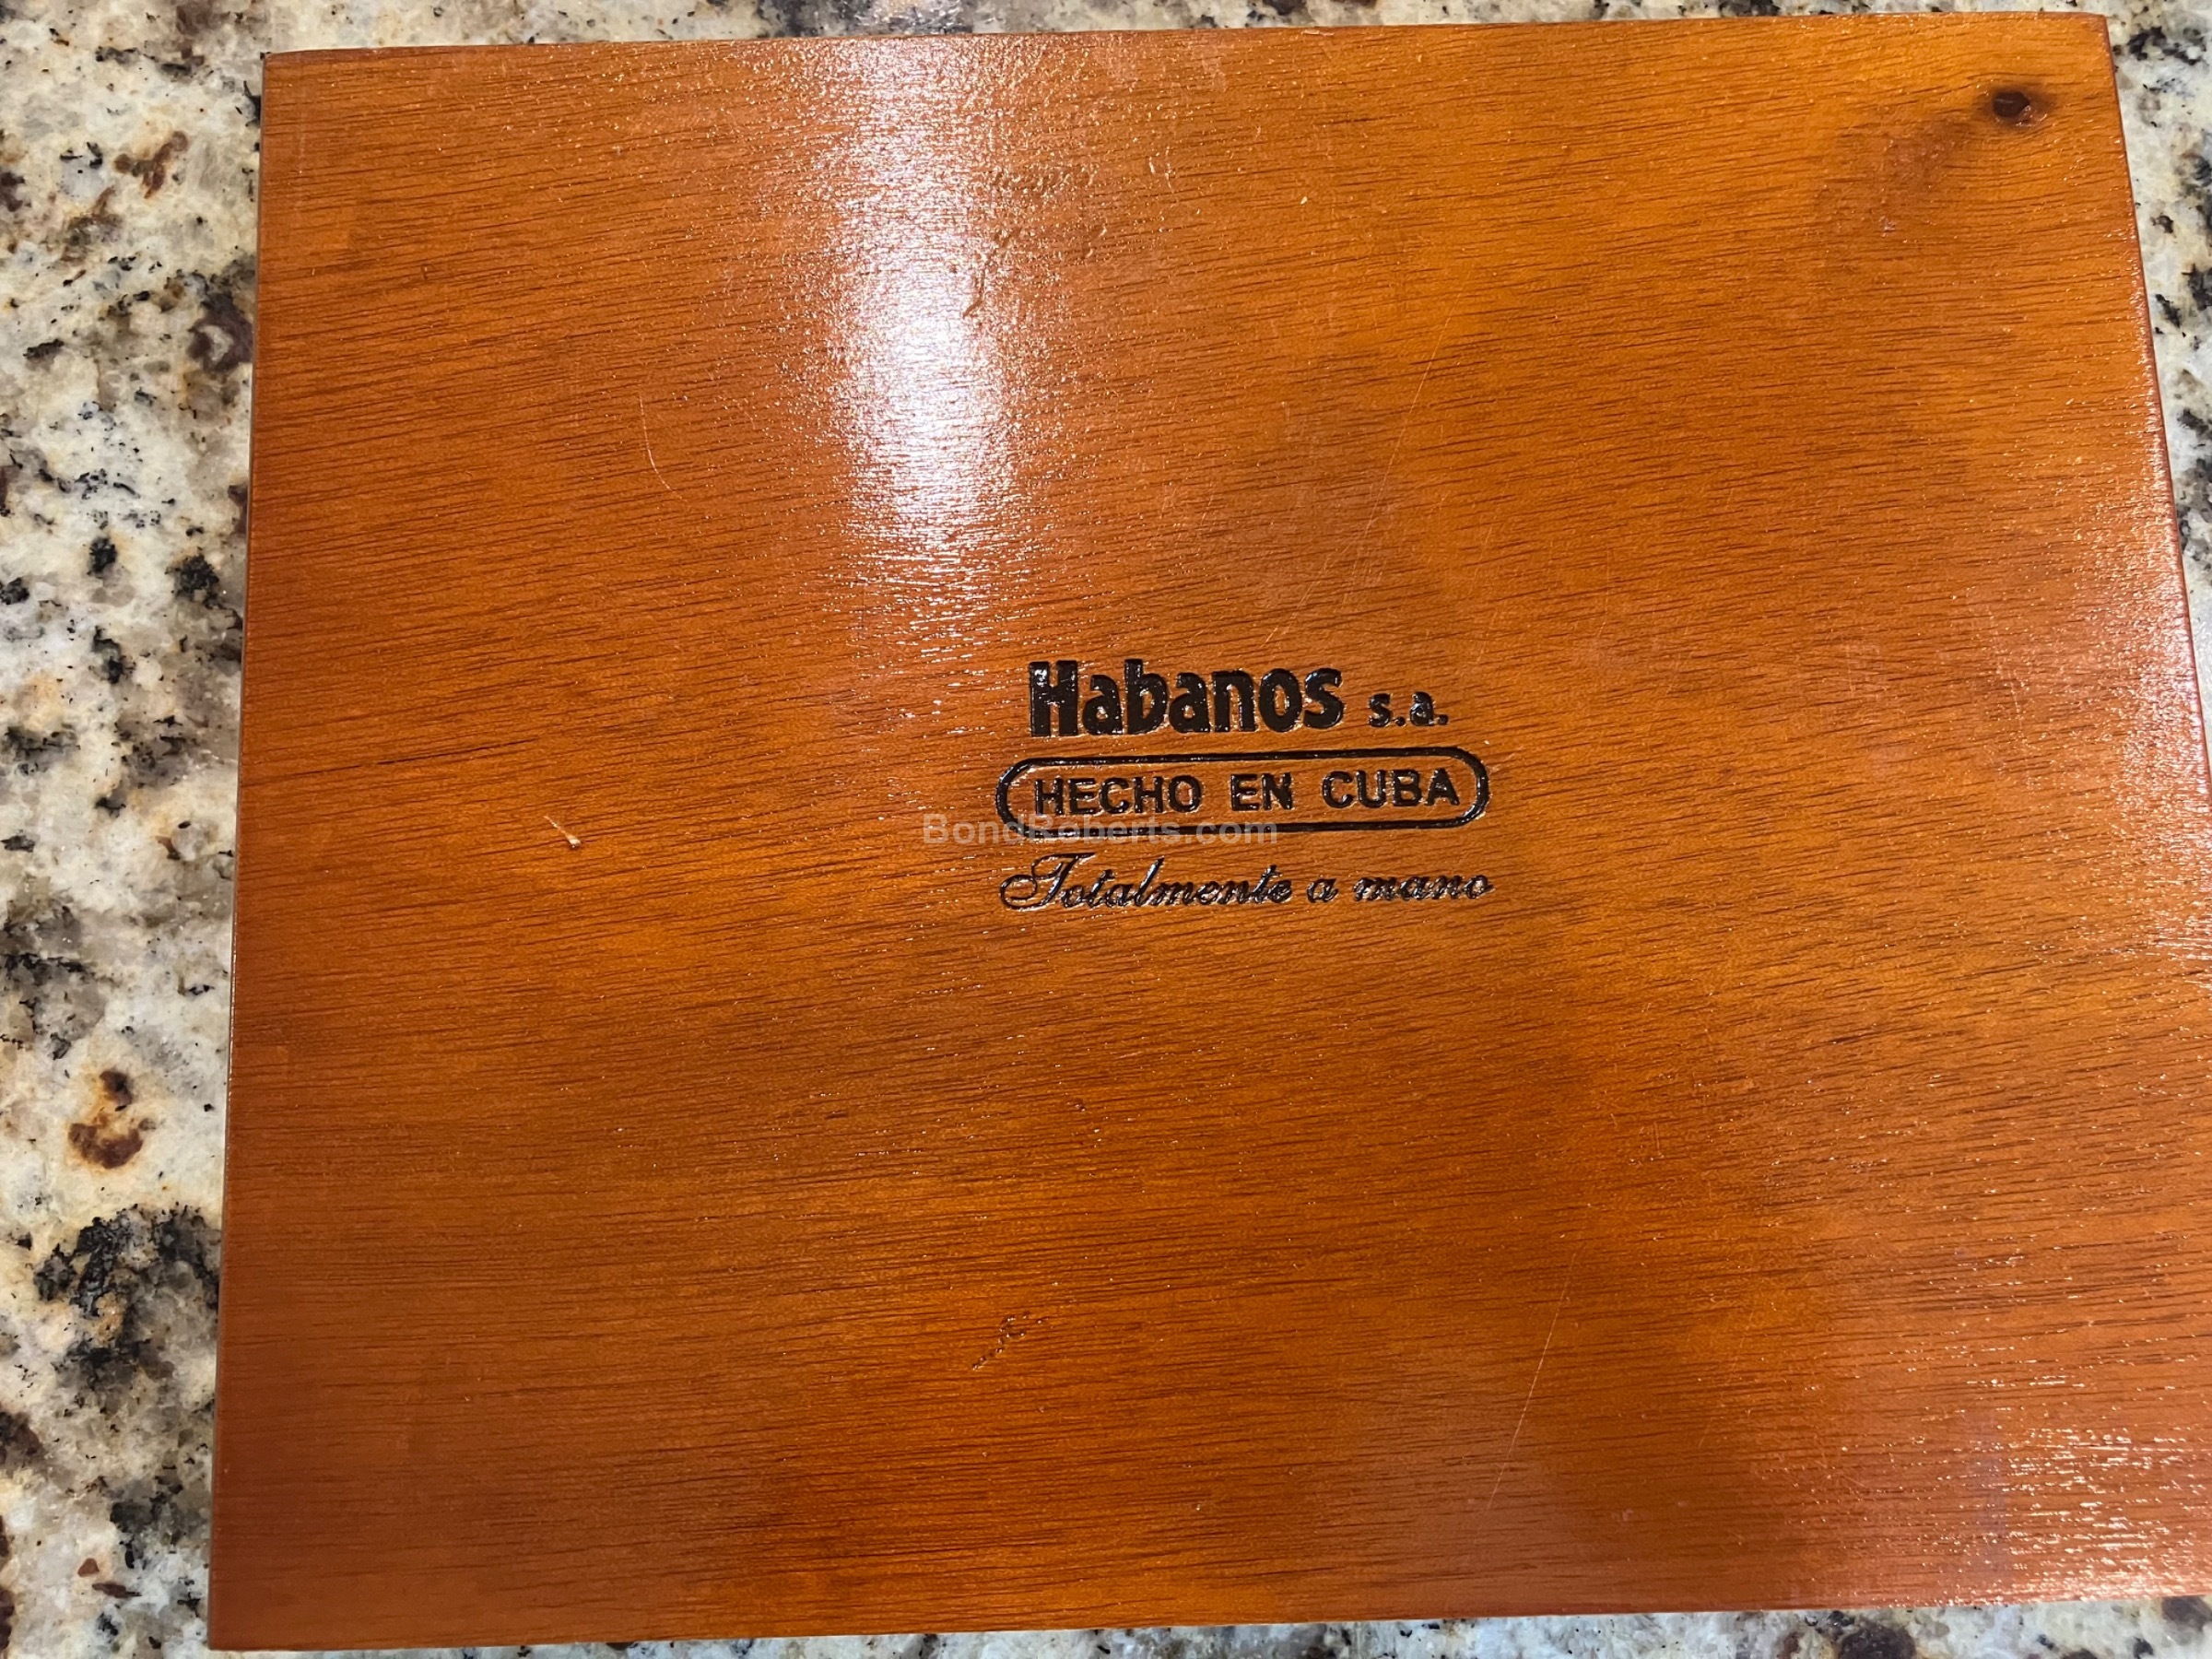 Habanos s.a.
HECHO EN CUBA
BondRoberts.com
Totalmente a mano